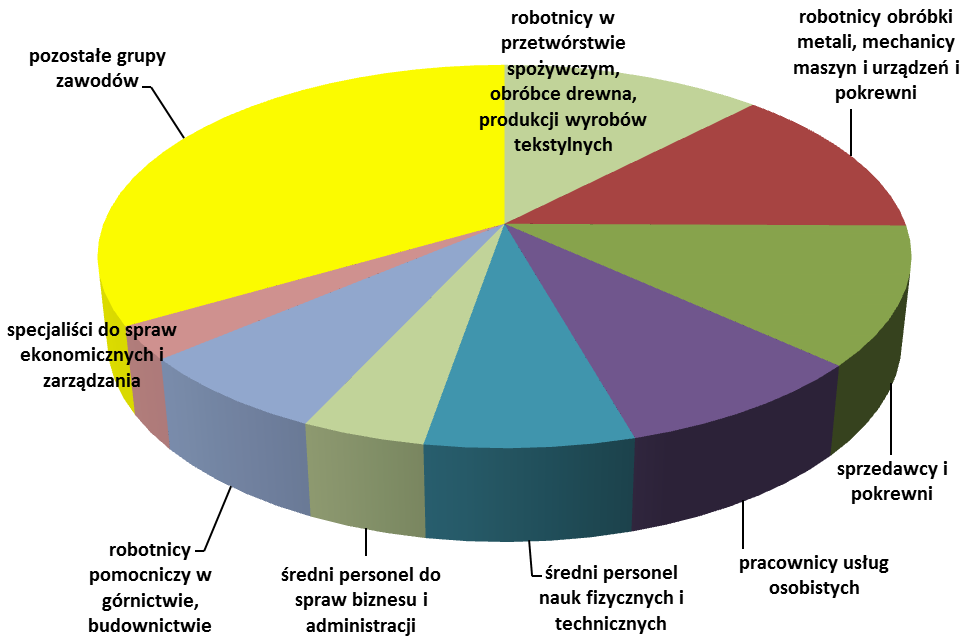 robotnicy w
przetwórstwie
spożywczym,
obróbce drewna,
produkcji wyrobów
tekstylnych
robotnicy obróbki
metali, mechanicy
maszyn i urządzeń i
pokrewni
sprzedawcy i
pokrewni
pracownicy usług
osobistych
średni personel
nauk fizycznych i
technicznych
średni personel do
spraw biznesu i
administracji
robotnicy
pomocniczy w
górnictwie,
budownictwie
specjaliści do spraw
ekonomicznych i
zarządzania
pozostałe grupy
zawodów